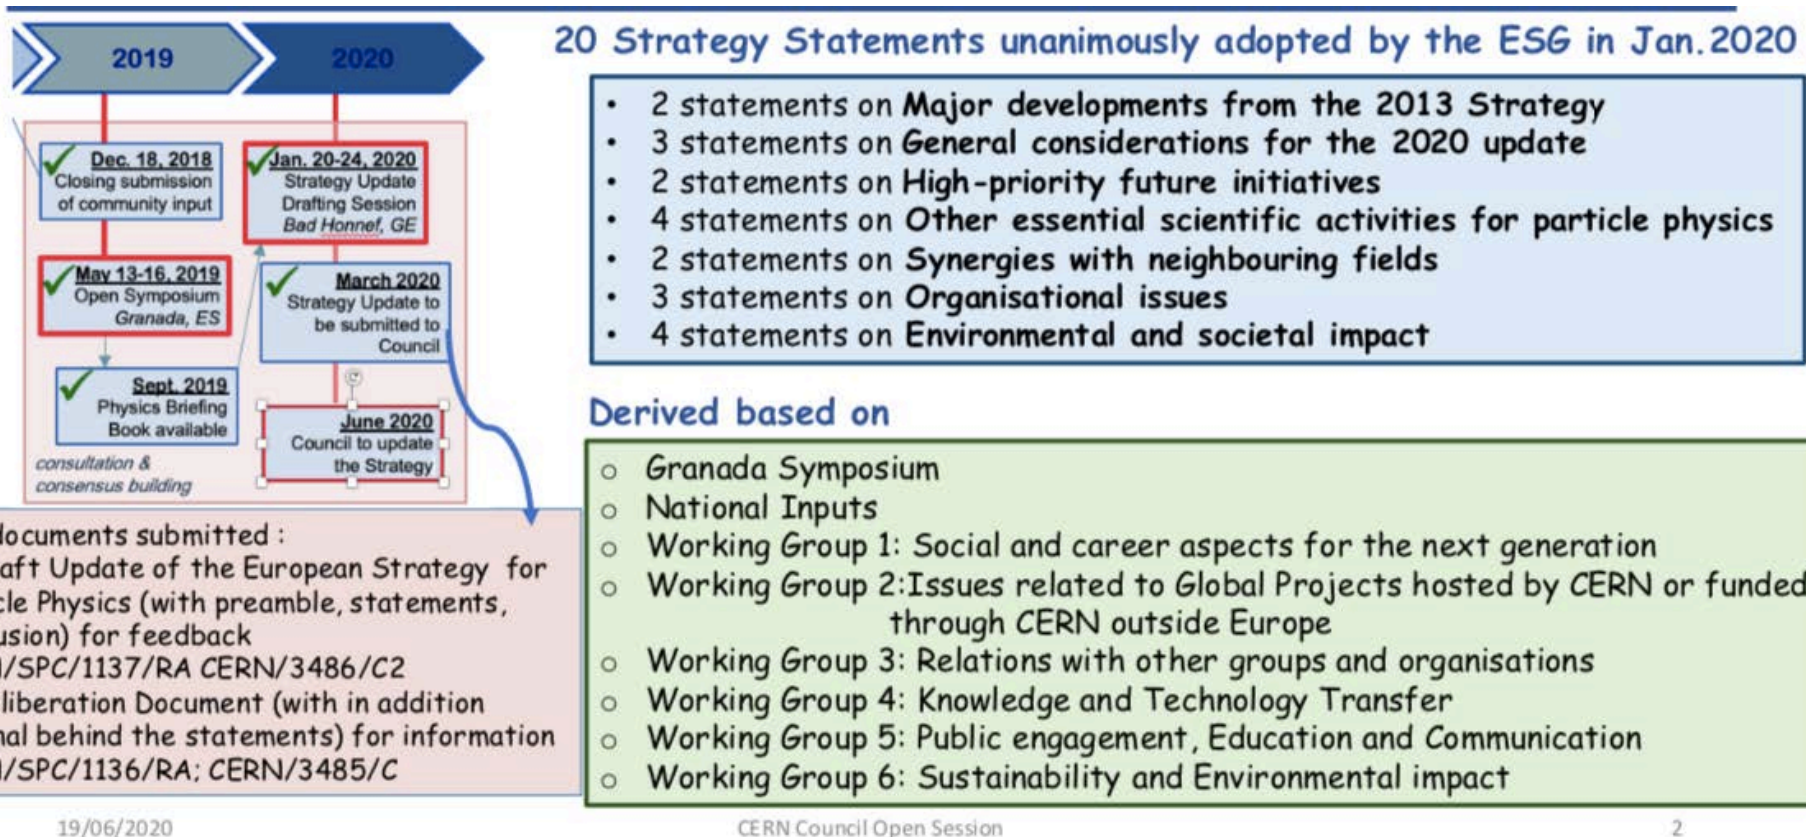 2019
2020
Dec. 18, 2018
Closing submission
of community input
May 13-16, 2019
Open Symposium
Granada, ES
Sept. 2019
Physics Briefing
Book available
consultation &
consensus building
Jan. 20-24, 2020
Strategy Update
Drafting Session
Bad Honnef, GE
March 2020
Strategy Update to
be submitted to
Council
June 2020
Council to update
the Strategy
ocuments submitted :
aft Update of the European Strategy for
cle Physics (with preamble, statements,
usion) for feedback
/SPC/1137/RA CERN/3486/C2
liberation Document (with in addition
nal behind the statements) for information
/SPC/1136/RA; CERN/3485/C
20 Strategy Statements unanimously adopted by the ESG in Jan.2020
• 2 statements on Major developments from the 2013 Strategy
• 3 statements on General considerations for the 2020 update
• 2 statements on High-priority future initiatives
• 4 statements on Other essential scientific activities for particle physics
• 2 statements on Synergies with neighbouring fields
• 3 statements on Organisational issues
• 4 statements on Environmental and societal impact
Derived based on
o Granada Symposium
o National Inputs
o Working Group 1: Social and career aspects for the next generation
o Working Group 2:Issues related to Global Projects hosted by CERN or funded
through CERN outside Europe
o Working Group 3: Relations with other groups and organisations
o Working Group 4: Knowledge and Technology Transfer
o Working Group 5: Public engagement, Education and Communication
o Working Group 6: Sustainability and Environmental impact
19/06/2020
CERN Council Open Session
2